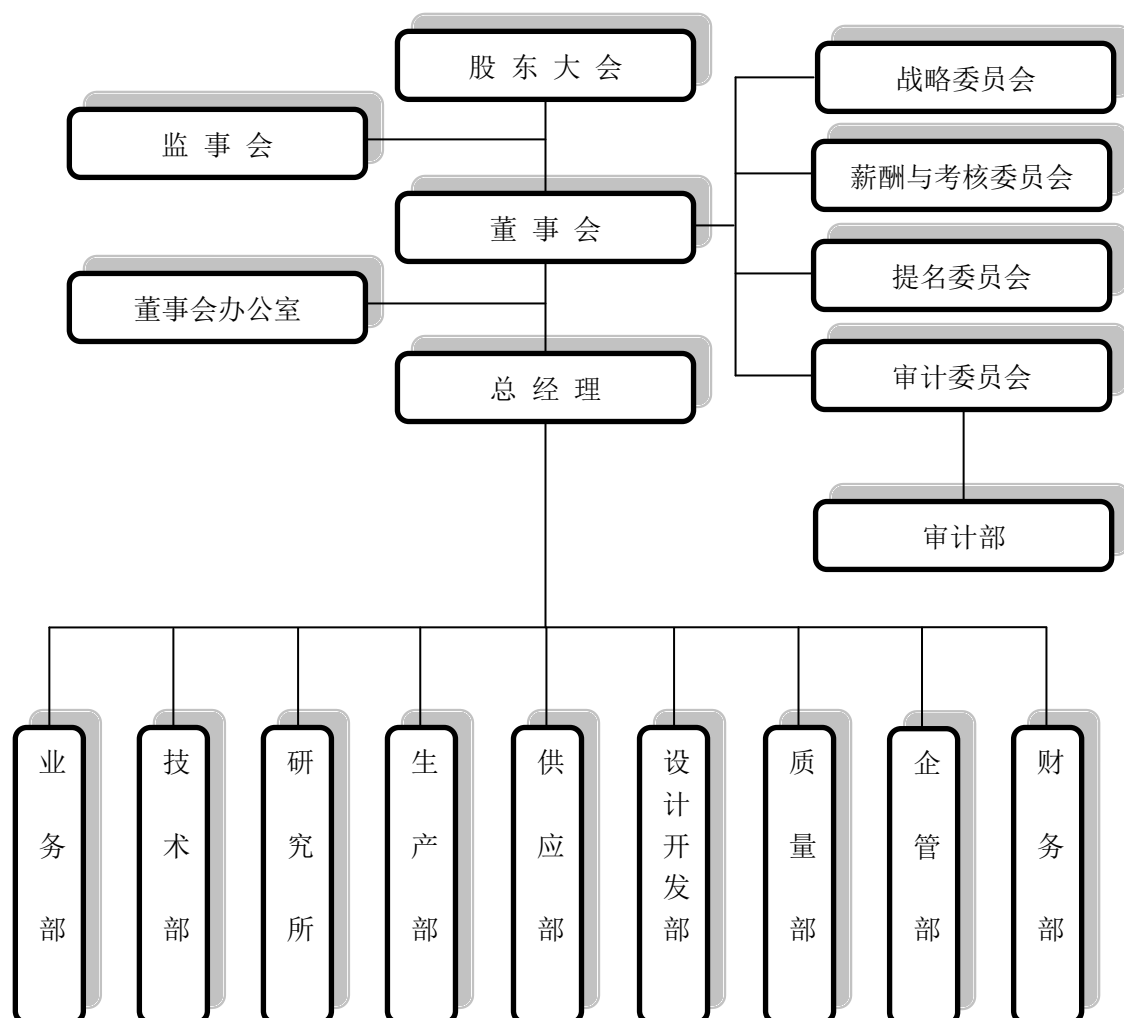 股东大会
战略委员会
监事会
薪酬与考核委员会
董事会
提名委员会
董事会办公室
总经理
审计委员会
审计部
业务部
技术部
研究所
生产部
供应部
设计开发部
质量部
企管部
财务部